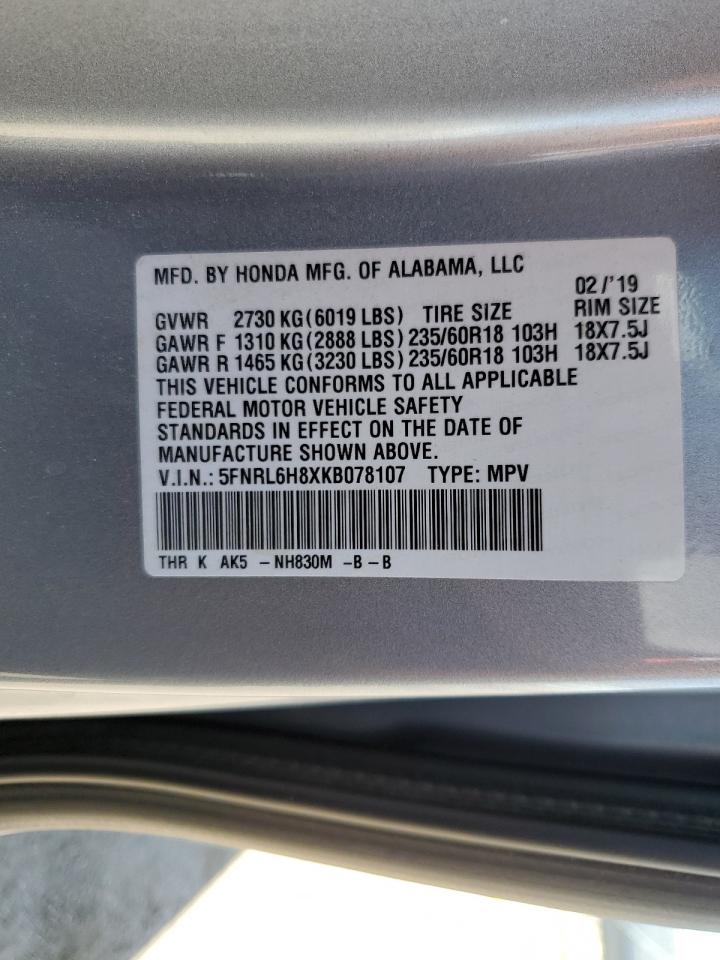 MFD. BY HONDA MFG. OF ALABAMA, LLC
02/'19
GVWR 2730 KG(6019 LBS) TIRE SIZE RIM SIZE
GAWR F 1310 KG(2888 LBS) 235/60R18 103H 18X7.5J
GAWR R 1465 KG(3230 LBS) 235/60R18 103H 18X7.5J
THIS VEHICLE CONFORMS TO ALL APPLICABLE
FEDERAL MOTOR VEHICLE SAFETY
STANDARDS IN EFFECT ON THE DATE OF
MANUFACTURE SHOWN ABOVE.
V.I.N.: 5FNRL6H8XKB078107 TYPE: MPV
THR K AK5 -NH830M -B-B